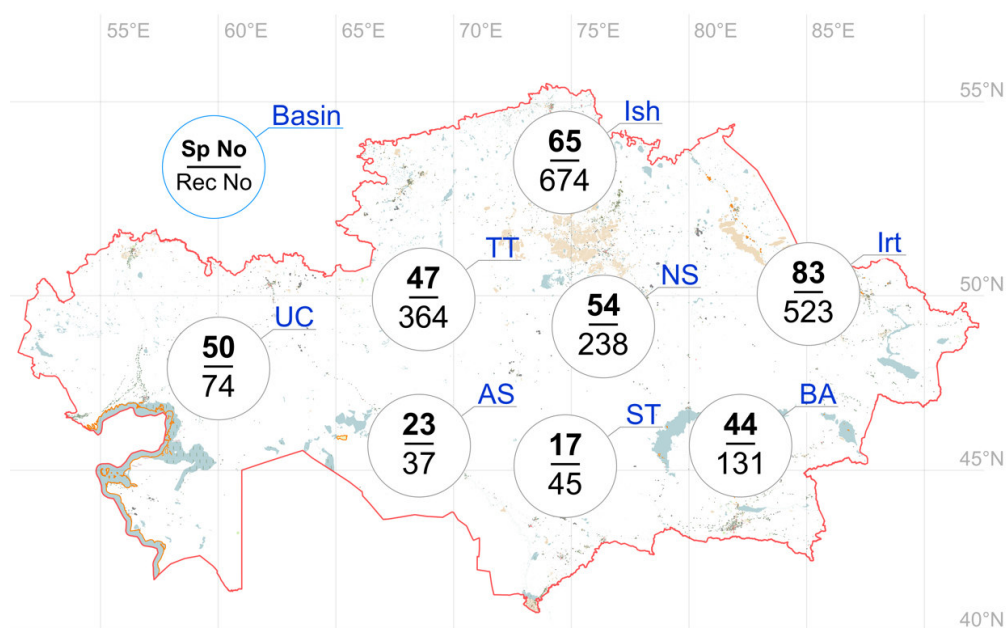 55°E 60°E 65°E 70°E 75°E 80°E 85°E
55°N
Basin
Sp No
Rec No
Ish
65
674
TT
47
364
NS
54
238
Irt
83
523
50°N
UC
50
74
AS
23
37
ST
17
45
BA
44
131
45°N
40°N